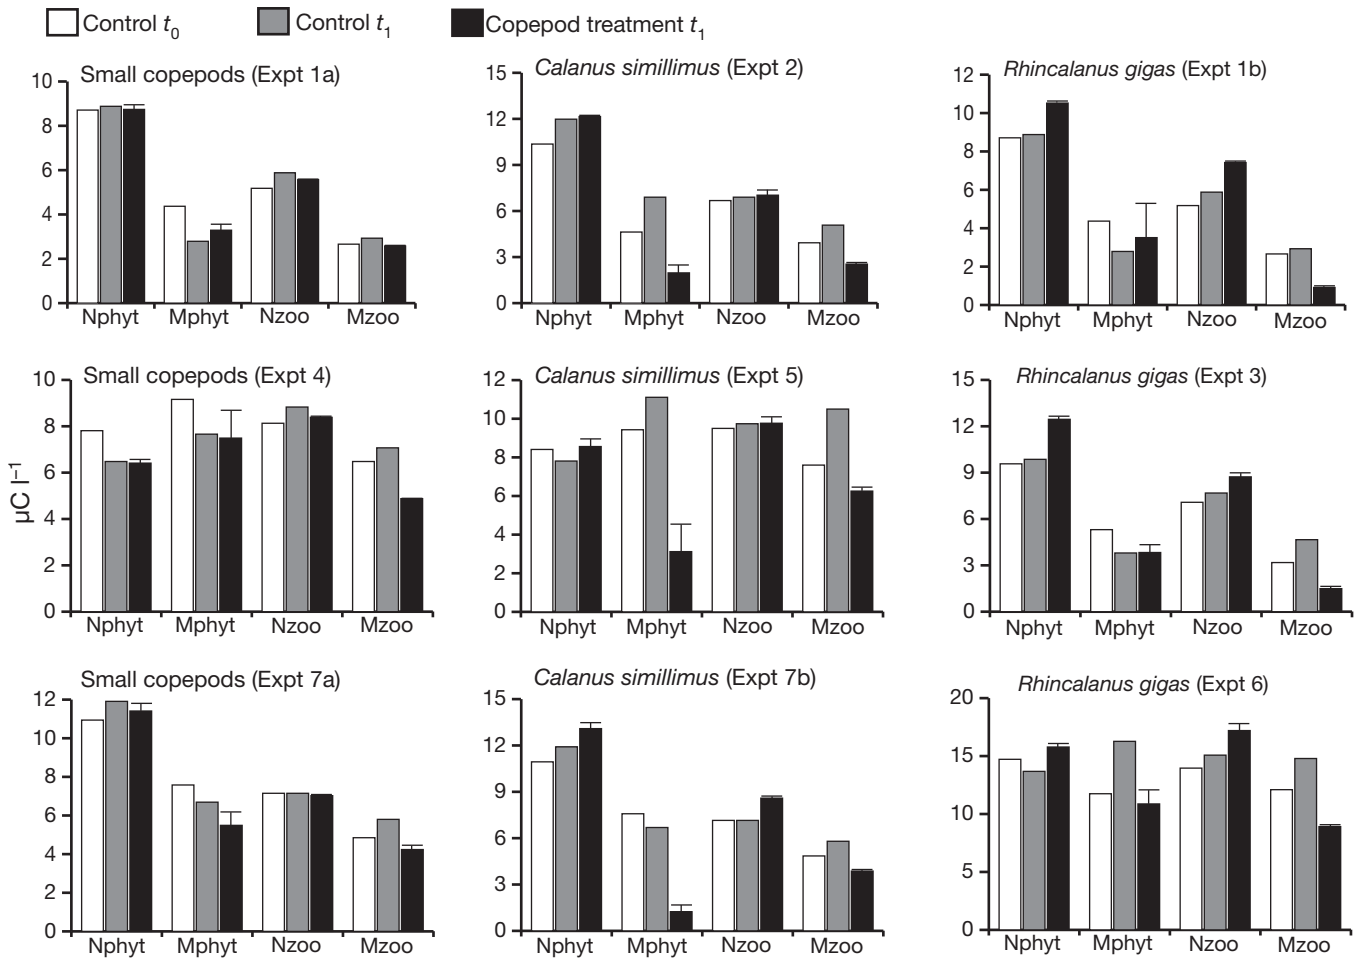 Control t0
Control t1
Copepod treatment t1
µC l–1
Small copepods (Expt 1a)
10
8
6
4
2
0
Nphyt Mphyt Nzoo Mzoo
Calanus simillimus (Expt 2)
15
12
9
6
3
0
Nphyt Mphyt Nzoo Mzoo
Rhincalanus gigas (Expt 1b)
12
10
8
6
4
2
0
Nphyt Mphyt Nzoo Mzoo
Small copepods (Expt 4)
10
8
6
4
2
0
Nphyt Mphyt Nzoo Mzoo
Calanus simillimus (Expt 5)
12
10
8
6
4
2
0
Nphyt Mphyt Nzoo Mzoo
Rhincalanus gigas (Expt 3)
15
12
9
6
3
0
Nphyt Mphyt Nzoo Mzoo
Small copepods (Expt 7a)
12
10
8
6
4
2
0
Nphyt Mphyt Nzoo Mzoo
Calanus simillimus (Expt 7b)
15
12
9
6
3
0
Nphyt Mphyt Nzoo Mzoo
Rhincalanus gigas (Expt 6)
20
15
10
5
0
Nphyt Mphyt Nzoo Mzoo